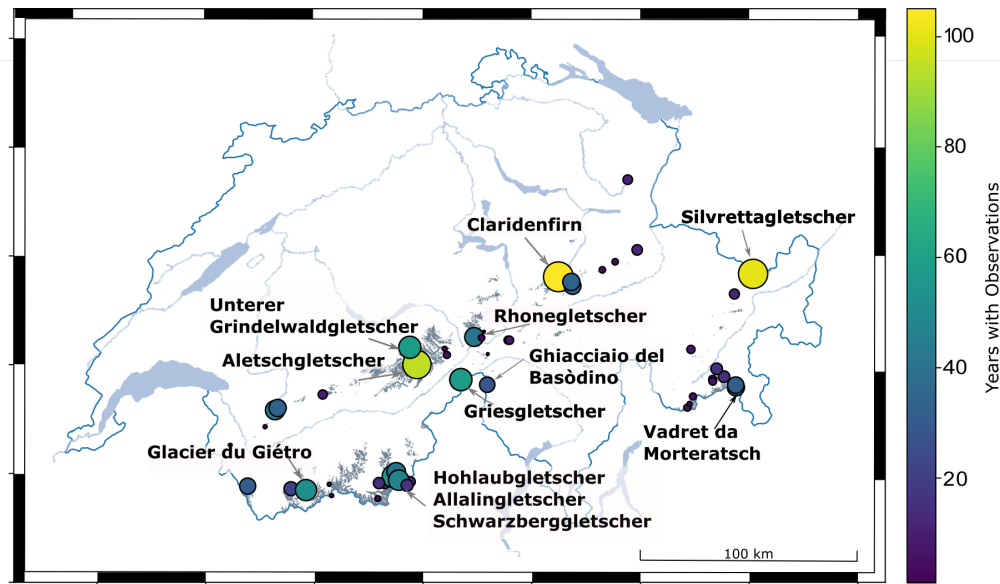 Claridenfirn
Silvrettagletscher
Unterer
Grindelwaldgletscher
Rhonegletscher
Aletschgletscher
Ghiacciaio del
Basòdino
Griesgletscher
Glacier du Giétro
Vadret da
Morteratsch
Hohlaubgletscher
Allalingletscher
Schwarzberggletscher
100 km
100
80
60
40
20
Years with Observations